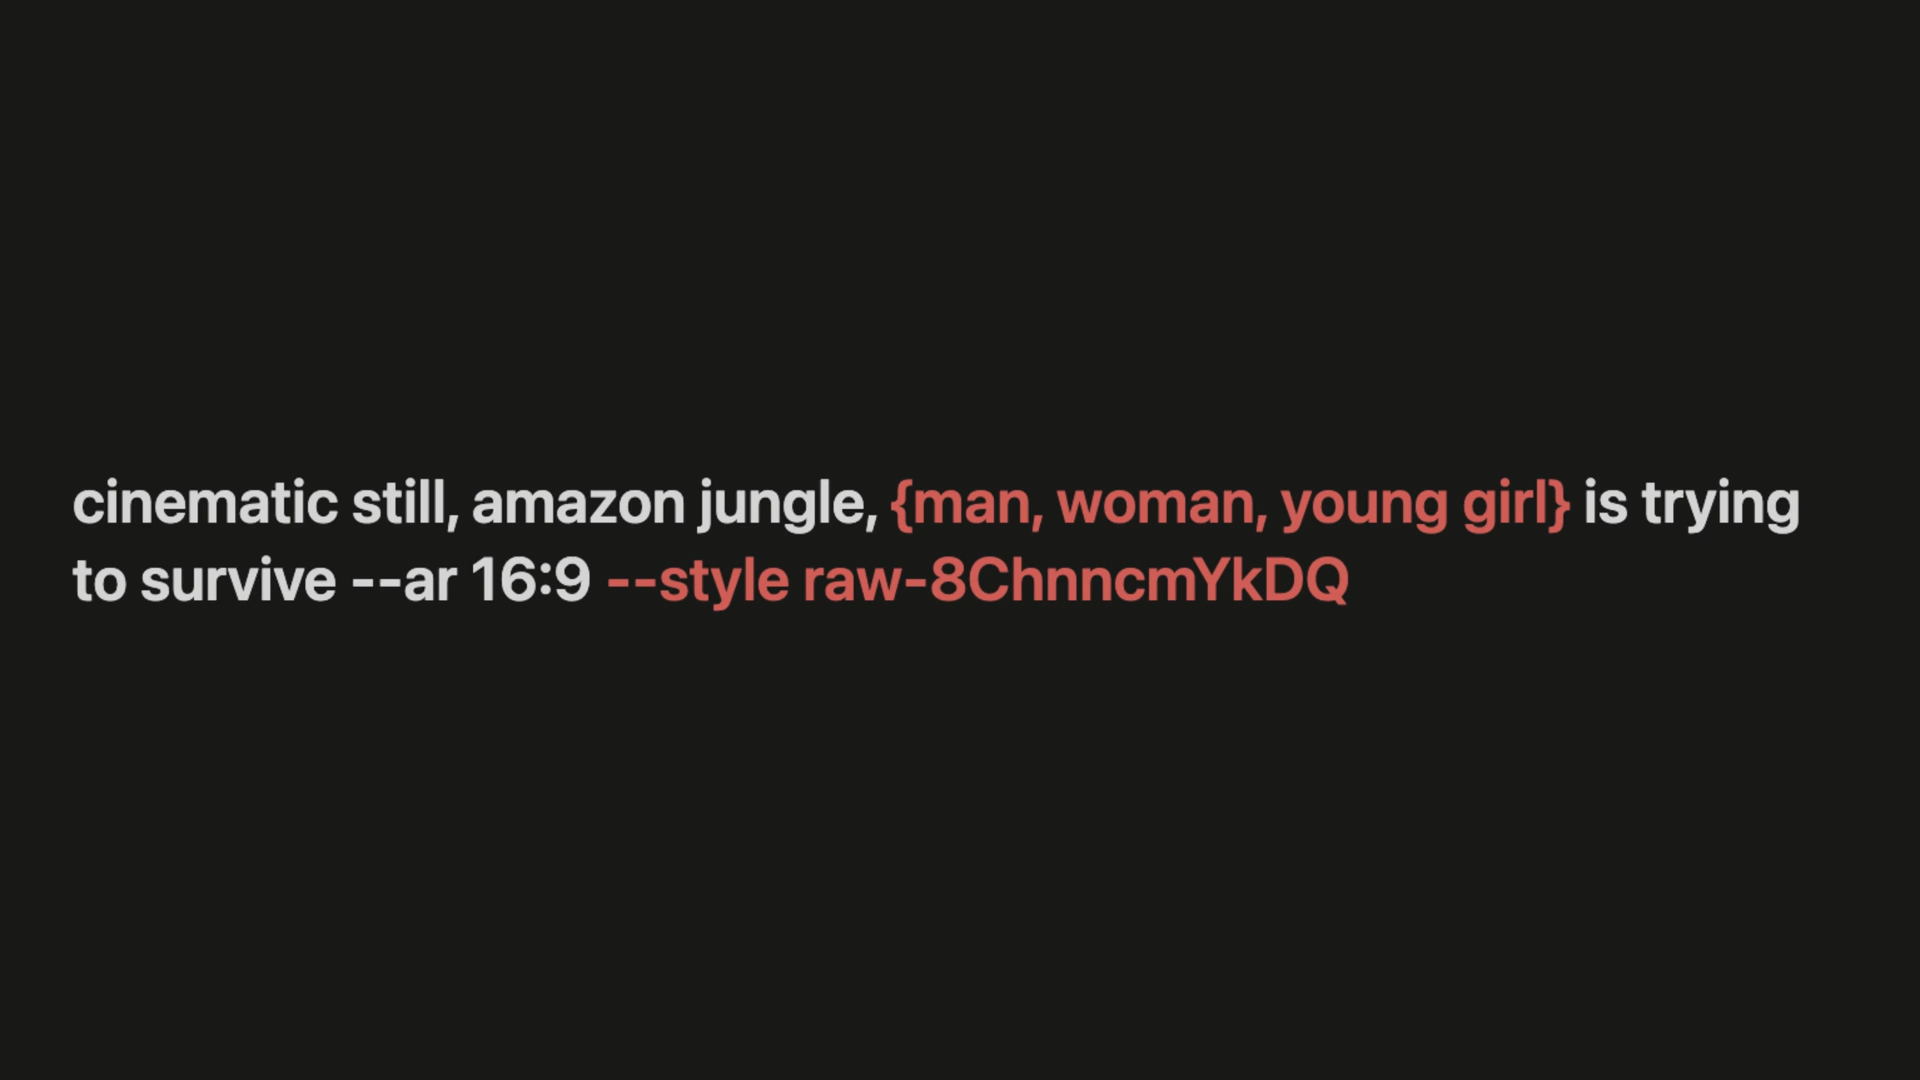 cinematic still, amazon jungle, {man, woman, young girl} is trying
to survive --ar 16:9 --style raw-8ChnncmYkDQ